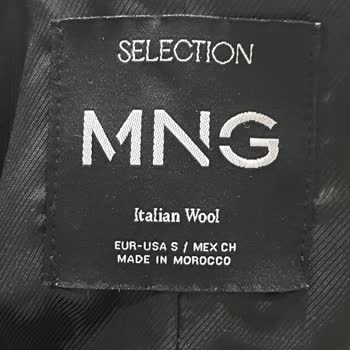 SELECTION
MNG
Italian Wool
EUR-USA S / MEX CH
MADE IN MOROCCO